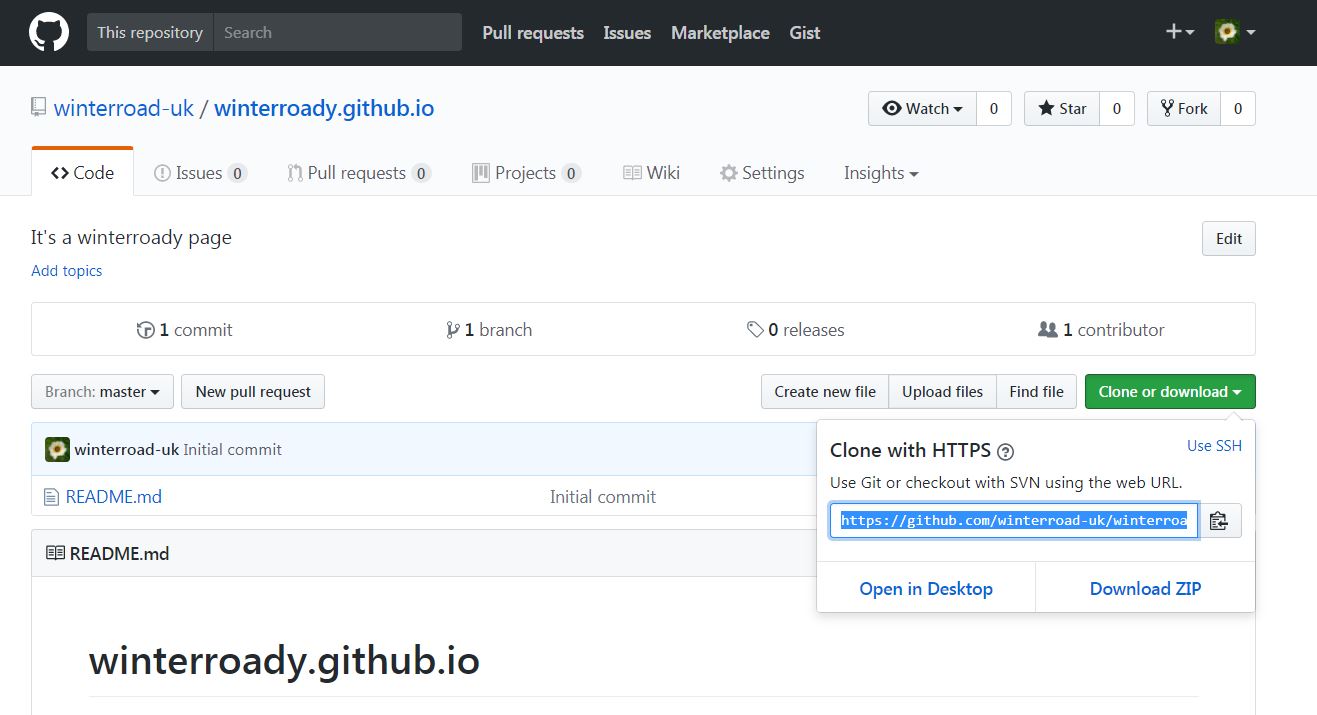 This repository Search Pull requests Issues Marketplace Gist
winterroad-uk / winterroady.github.io Watch 0 Star 0 Fork 0
Code Issues 0 Pull requests 0 Projects 0 Wiki Settings Insights
It's a winterroady page Edit
Add topics
1 commit 1 branch 0 releases 1 contributor
Branch: master New pull request Create new file Upload files Find file Clone or download
winterroad-uk Initial commit
README.md Initial commit
Clone with HTTPS ? Use SSH
Use Git or checkout with SVN using the web URL.
https://github.com/winterroad-uk/winterroa
Open in Desktop Download ZIP
README.md
winterroady.github.io